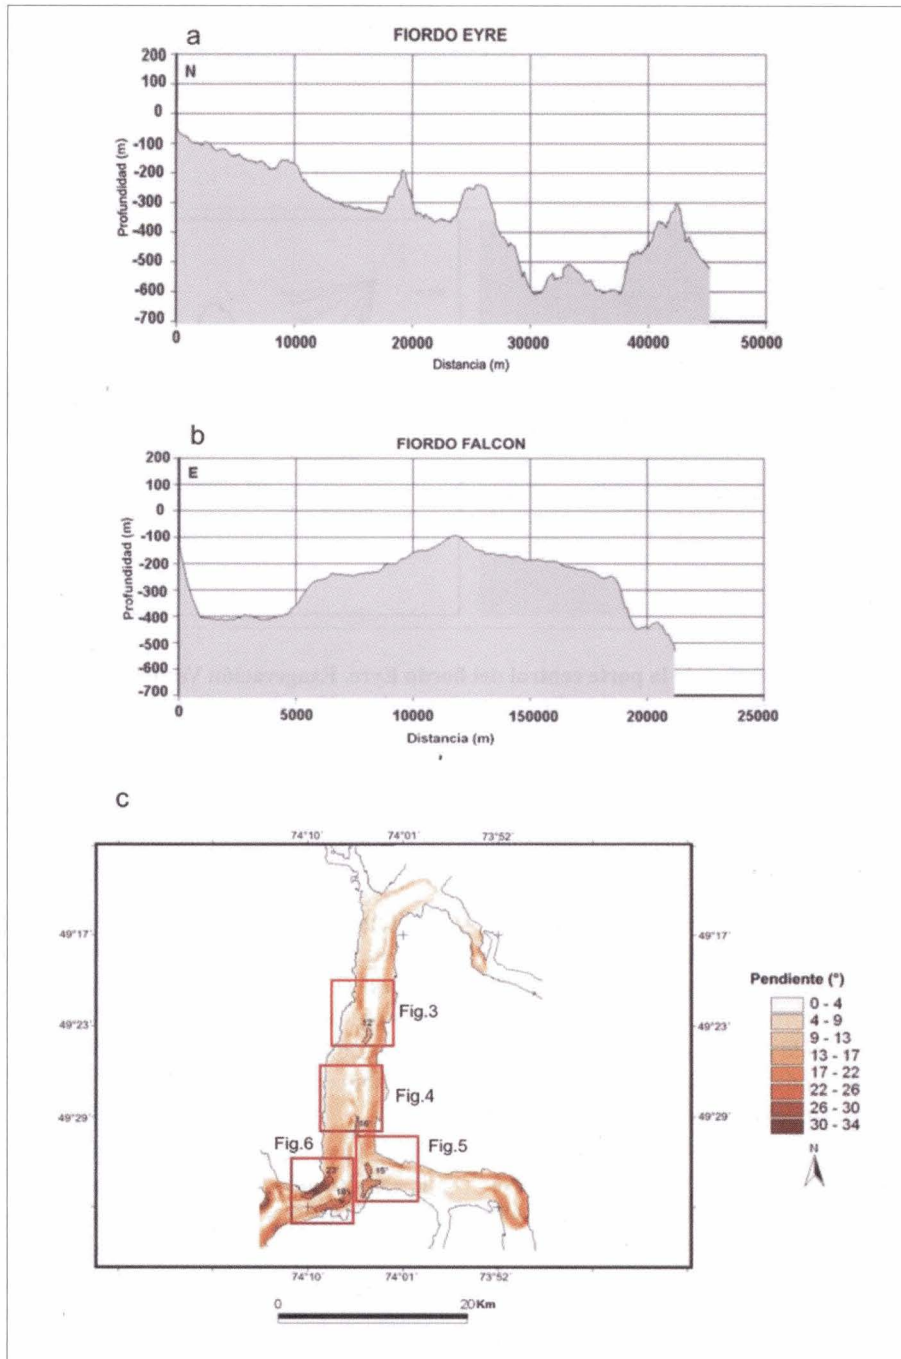 a
FIORDO EYRE
200
N
100
0
-100
-200
-300
-400
-500
-600
-700
Profundidad (m)
0 10000 20000 30000 40000 50000
Distancia (m)
b
FIORDO FALCON
200
E
100
0
-100
-200
-300
-400
-500
-600
-700
Profundidad (m)
0 5000 10000 150000 20000 25000
Distancia (m)
c
74°10´ 74°01´ 73°52´
49°17´ 49°17´
49°23´ 49°23´
49°29´ 49°29´
Fig.3
12°
Fig.4
Fig.6
Fig.5
15°
74°10´ 74°01´ 73°52´
0 20 Km
Pendiente (°)
0 - 4
4 - 9
9 - 13
13 - 17
17 - 22
22 - 26
26 - 30
30 - 34
N